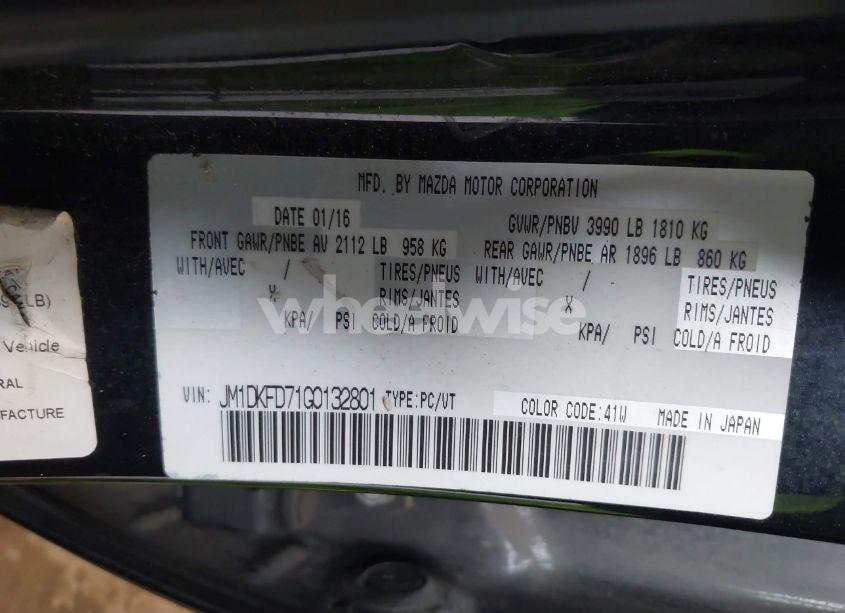 MFD. BY MAZDA MOTOR CORPORATION
DATE 01/16
GVWR/PNBV 3990 LB 1810 KG
FRONT GAWR/PNBE AV 2112 LB 958 KG
REAR GAWR/PNBE AR 1896 LB 860 KG
WITH/AVEC / TIRES/PNEUS
WITH/AVEC / TIRES/PNEUS
X RIMS/JANTES
X RIMS/JANTES
KPA/ PSI COLD/A FROID
KPA/ PSI COLD/A FROID
wheelwise
VIN: JM1DKFD71G0132801 TYPE:PC/VT
COLOR CODE:41W MADE IN JAPAN
LB)
Vehicle
RAL
UFACTURE